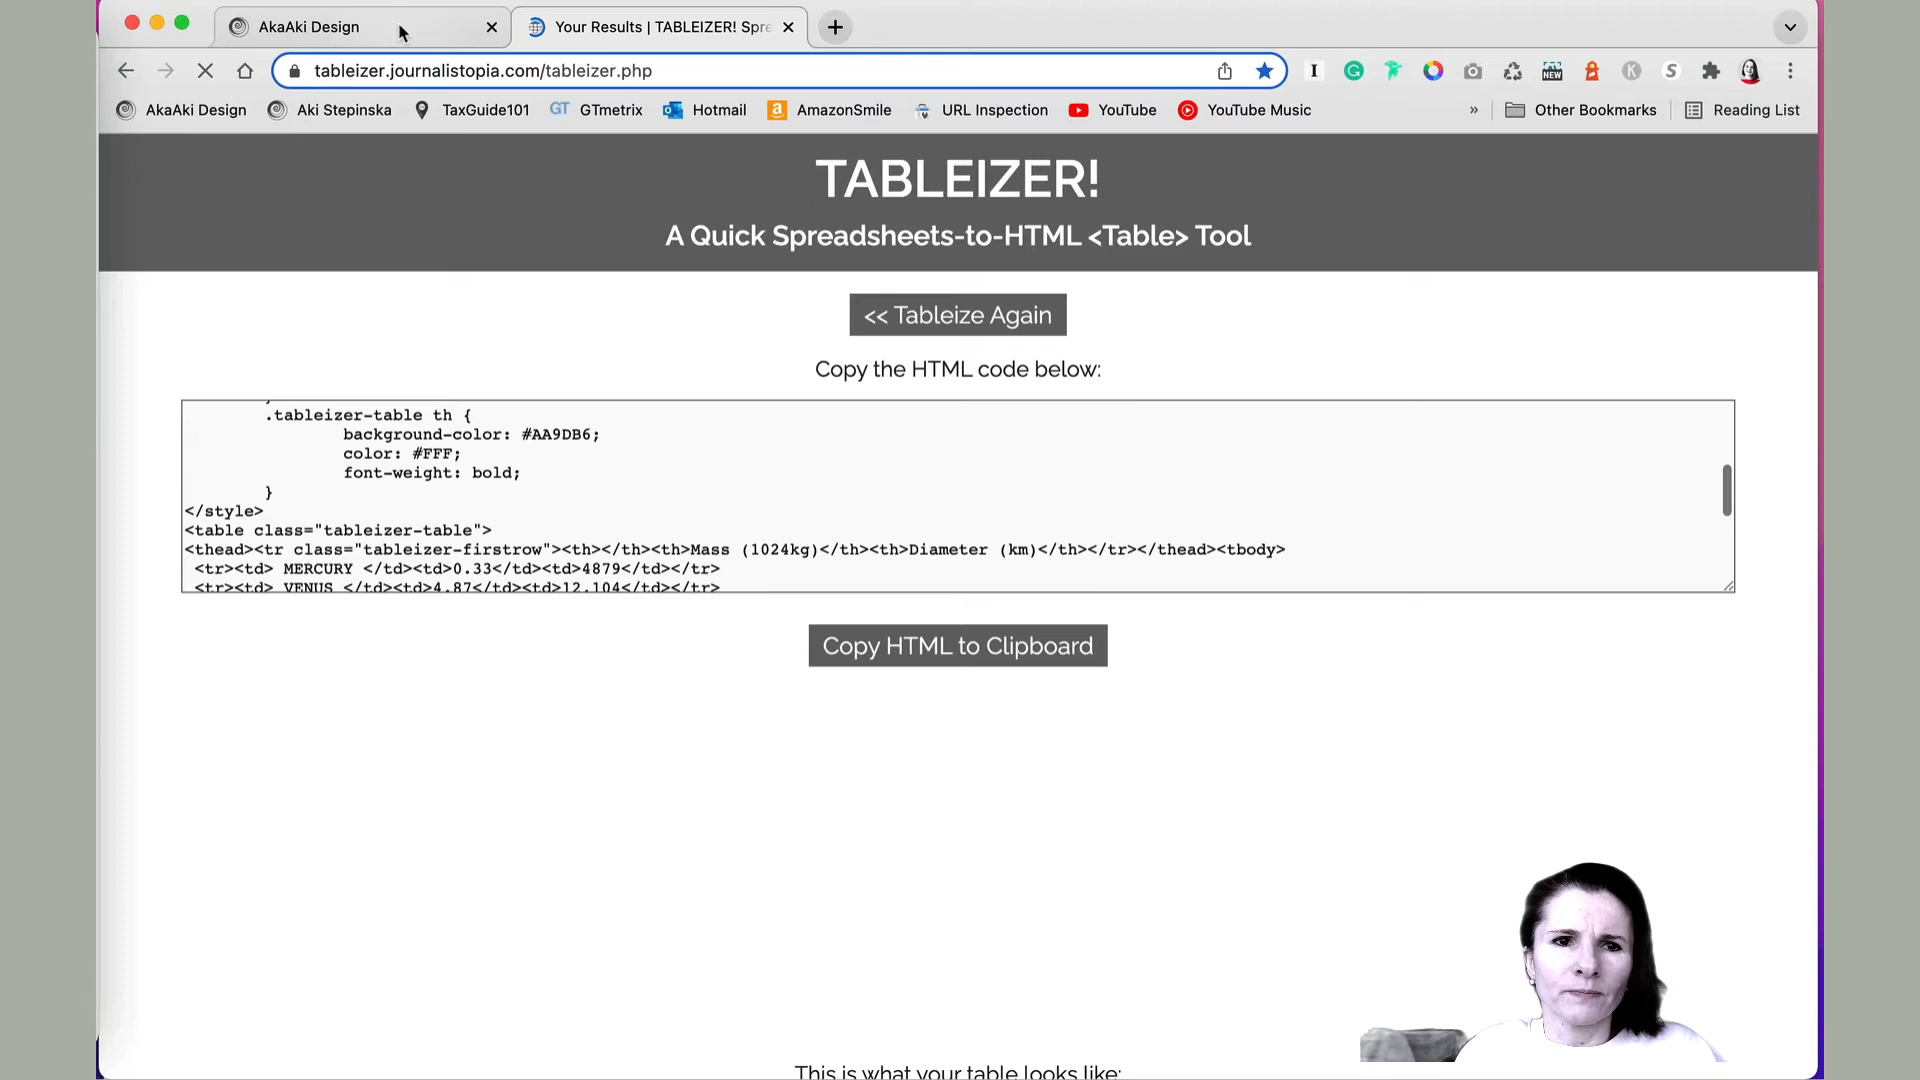 AkaAki Design
Your Results | TABLEIZER! Spre
tableizer.journalistopia.com/tableizer.php
I
G
NEW
K
S
AkaAki Design
Aki Stepinska
TaxGuide101
GT
GTmetrix
Hotmail
a
AmazonSmile
URL Inspection
YouTube
YouTube Music
»
Other Bookmarks
Reading List
TABLEIZER!
A Quick Spreadsheets-to-HTML <Table> Tool
<< Tableize Again
Copy the HTML code below:
}
.tableizer-table th {
background-color: #AA9DB6;
color: #FFF;
font-weight: bold;
}
</style>
<table class="tableizer-table">
<thead><tr class="tableizer-firstrow"><th></th><th>Mass (1024kg)</th><th>Diameter (km)</th></tr></thead><tbody>
<tr><td> MERCURY </td><td>0.33</td><td>4879</td></tr>
<tr><td> VENUS </td><td>4.87</td><td>12,104</td></tr>
Copy HTML to Clipboard
This is what your table looks like: